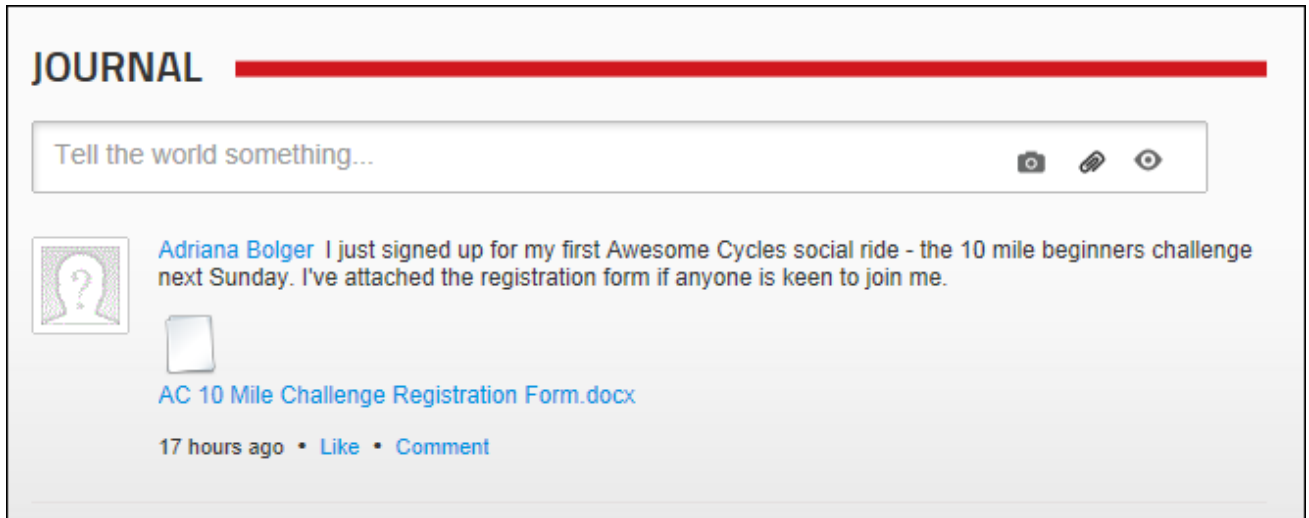 JOURNAL
Tell the world something...
Adriana Bolger I just signed up for my first Awesome Cycles social ride - the 10 mile beginners challenge
next Sunday. I've attached the registration form if anyone is keen to join me.
AC 10 Mile Challenge Registration Form.docx
17 hours ago • Like • Comment